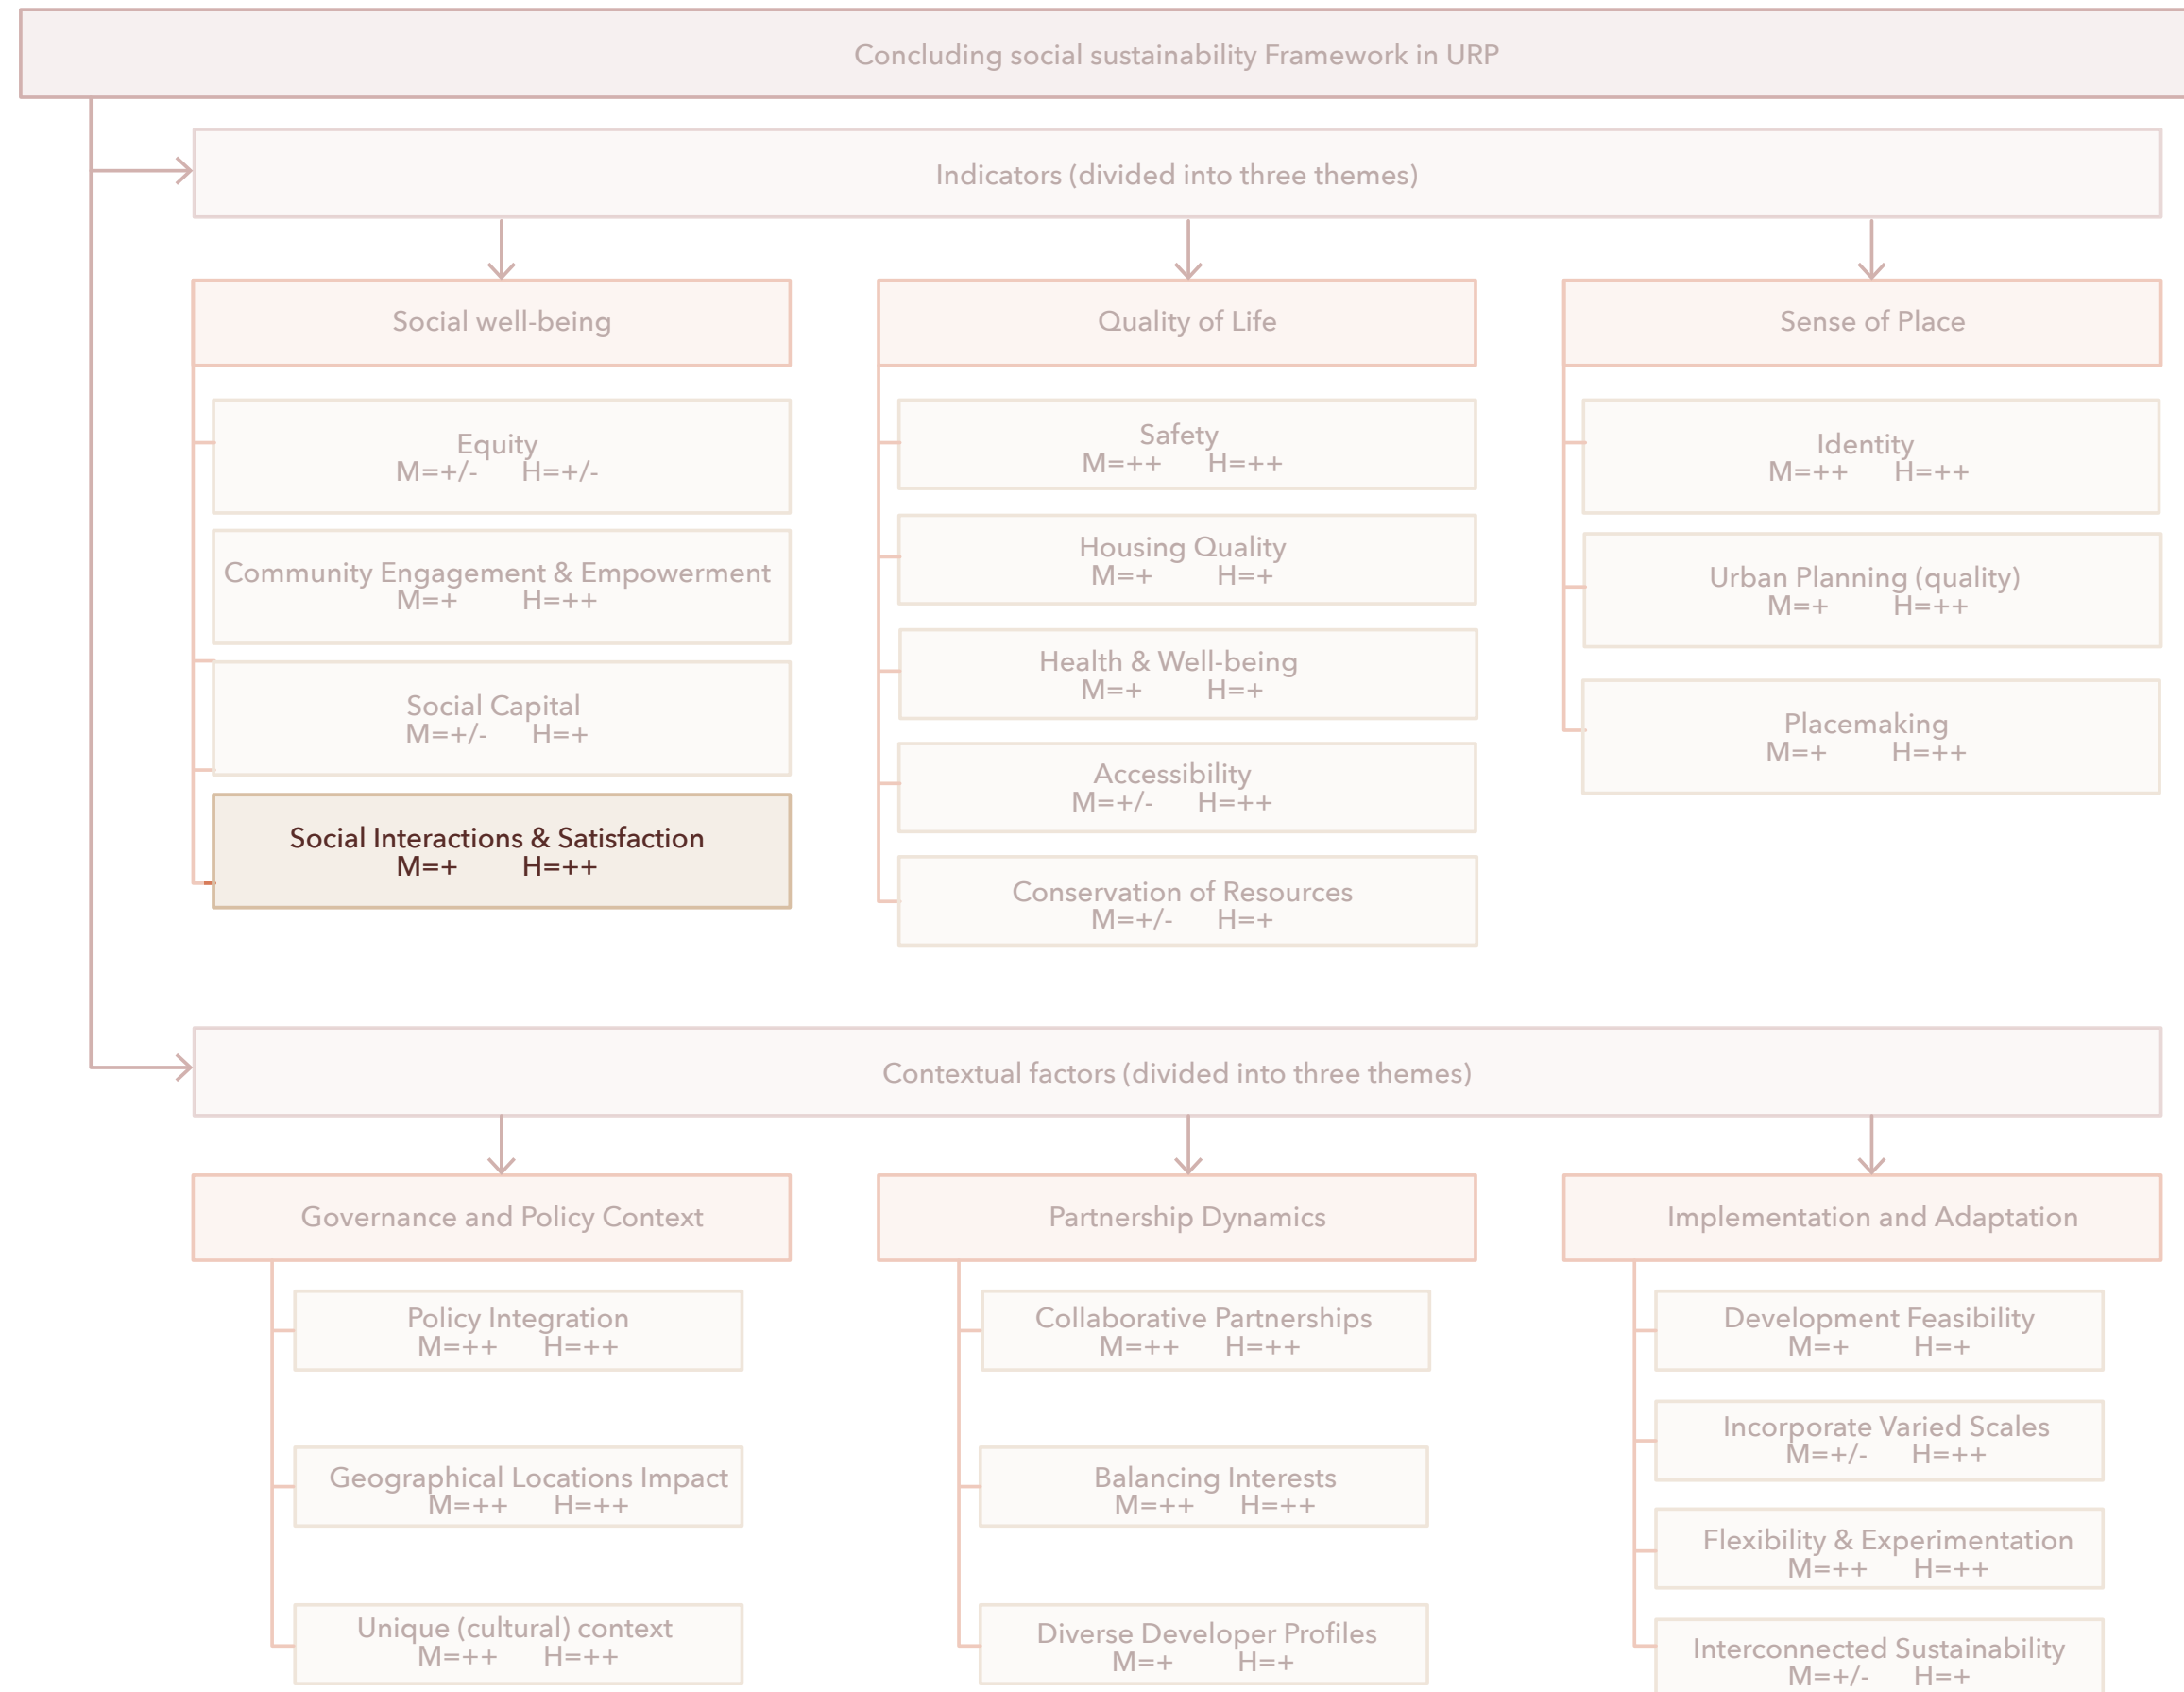 Concluding social sustainability Framework in URP
Indicators (divided into three themes)
Social well-being
Equity
M=+/- H=+/-
Community Engagement & Empowerment
M=+ H=++
Social Capital
M=+/- H=+
Social Interactions & Satisfaction
M=+ H=++
Quality of Life
Safety
M=++ H=++
Housing Quality
M=+ H=+
Health & Well-being
M=+ H=+
Accessibility
M=+/- H=++
Conservation of Resources
M=+/- H=+
Sense of Place
Identity
M=++ H=++
Urban Planning (quality)
M=+ H=++
Placemaking
M=+ H=++
Contextual factors (divided into three themes)
Governance and Policy Context
Policy Integration
M=++ H=++
Geographical Locations Impact
M=++ H=++
Unique (cultural) context
M=++ H=++
Partnership Dynamics
Collaborative Partnerships
M=++ H=++
Balancing Interests
M=++ H=++
Diverse Developer Profiles
M=+ H=+
Implementation and Adaptation
Development Feasibility
M=+ H=+
Incorporate Varied Scales
M=+/- H=++
Flexibility & Experimentation
M=++ H=++
Interconnected Sustainability
M=+/- H=+